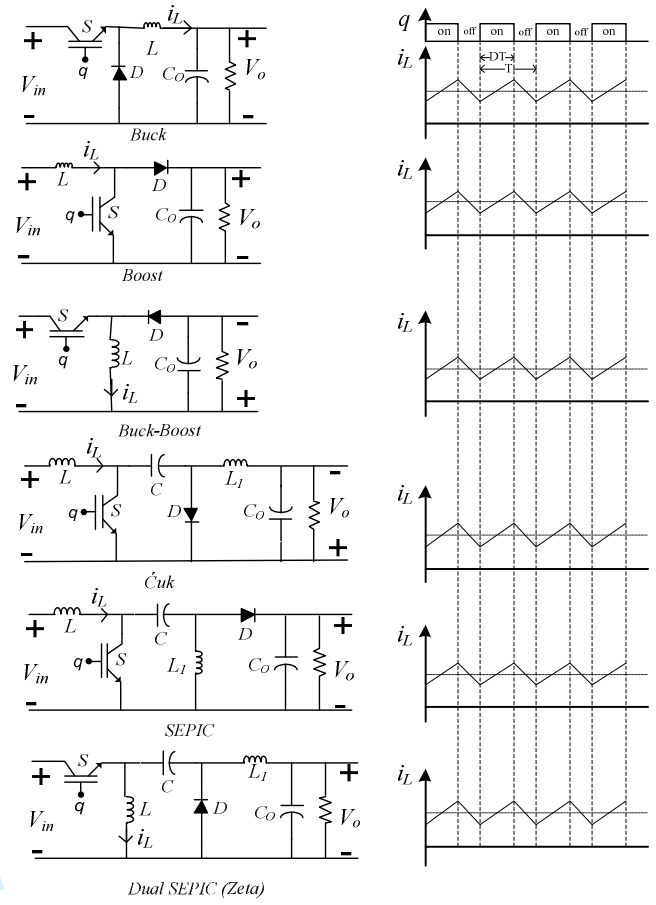 + S i_L L + q D C_O V_o V_in - -
Buck
+ i_L L D + q S C_O V_o V_in - -
Boost
+ S D - q L C_O V_o V_in i_L - +
Buck-Boost
+ i_L L C L_1 - q S D C_O V_o V_in - +
Ćuk
+ i_L L C D + q S L_1 C_O V_o V_in - -
SEPIC
+ S C L_1 + q L D C_O V_o V_in i_L - -
Dual SEPIC (Zeta)
q on off on off on off on
i_L DT T
i_L
i_L
i_L
i_L
i_L